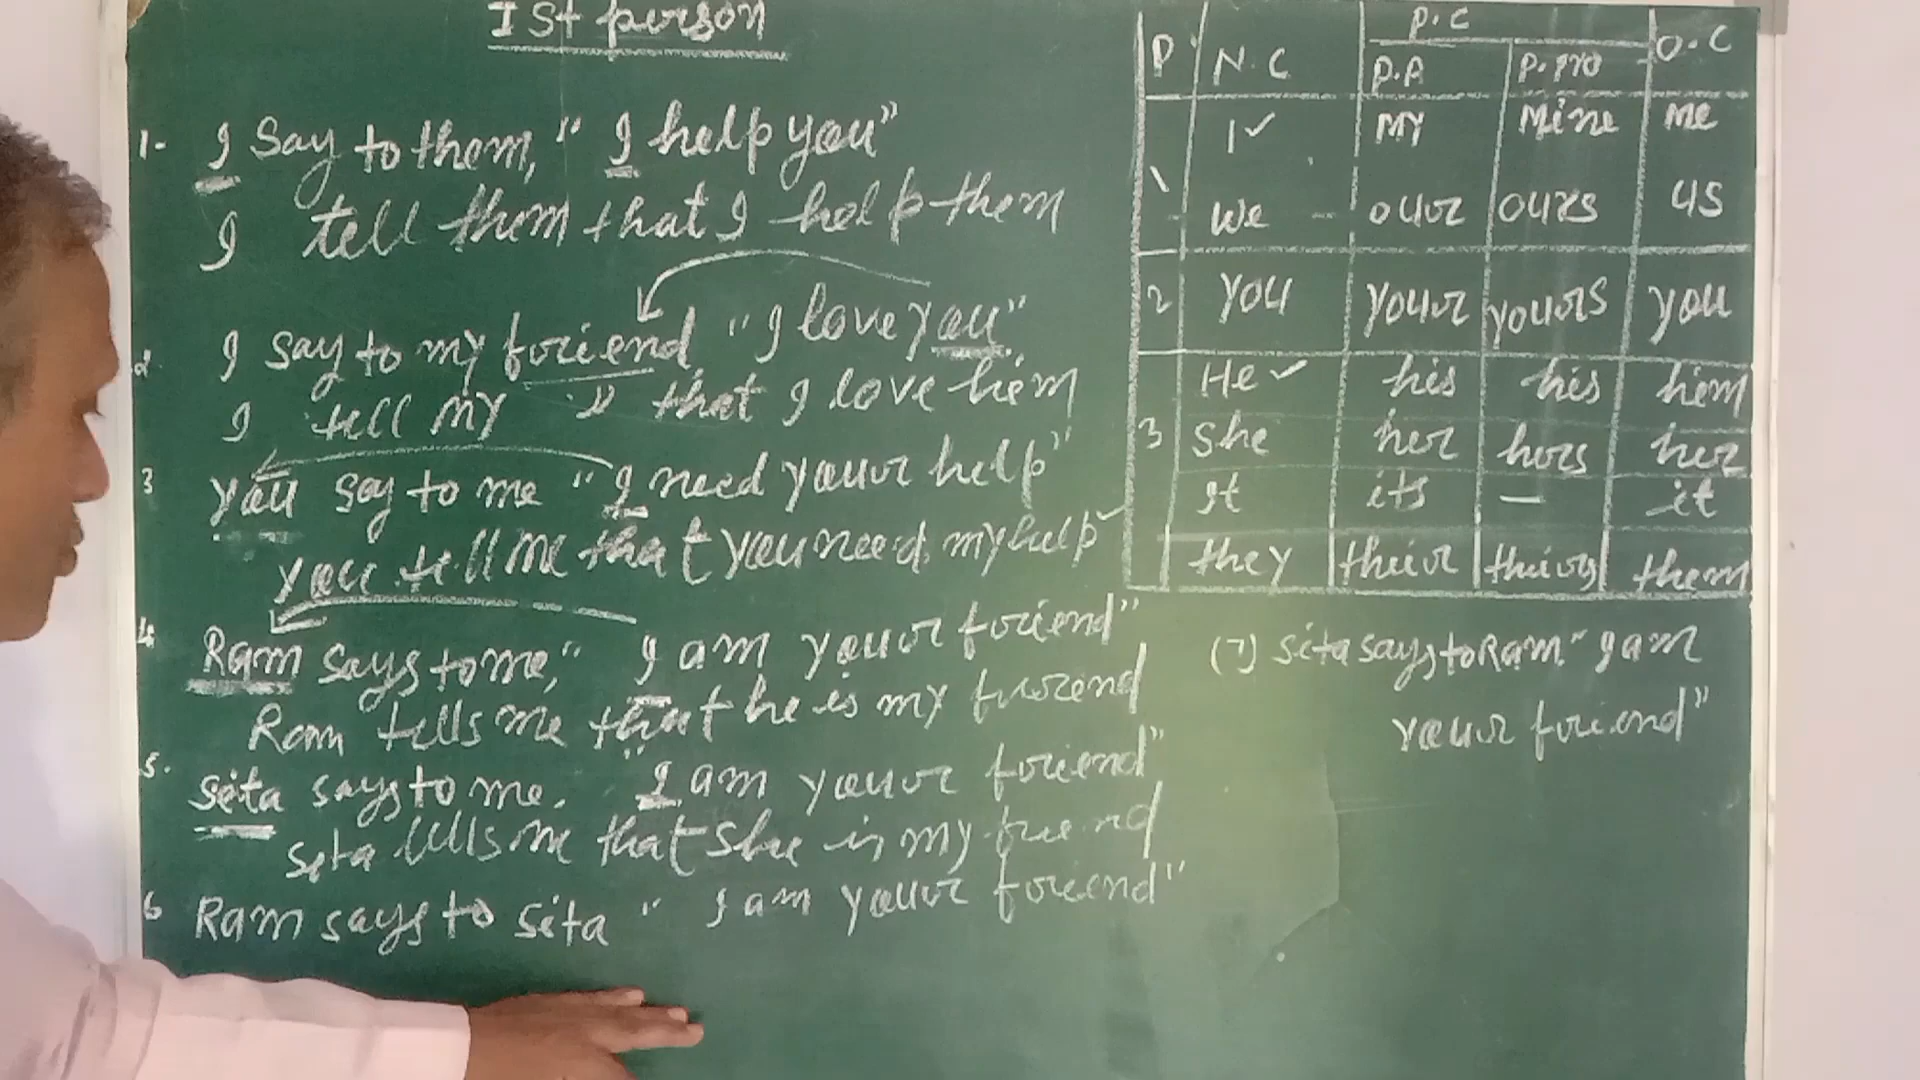 I St person
1- I Say to them, " I help you"
I tell them that I help them
2. I say to my friend, "I love you"
I tell my " that I love him
3 you say to me "I need your help"
you tell me that you need my help
4. Ram says to me," I am your friend"
Ram tells me that he is my friend
5. sita says to me. "I am your friend"
sita tells me that she is my friend
6 Ram says to sita " I am your friend"
P N.C P.C O.C
P.A P.Pro
1 I my mine me
we - our ours us
2 you your yours you
He his his him
3 she her hers her
It its — it
they their theirs them
(7) sita says to Ram." I am
your friend"